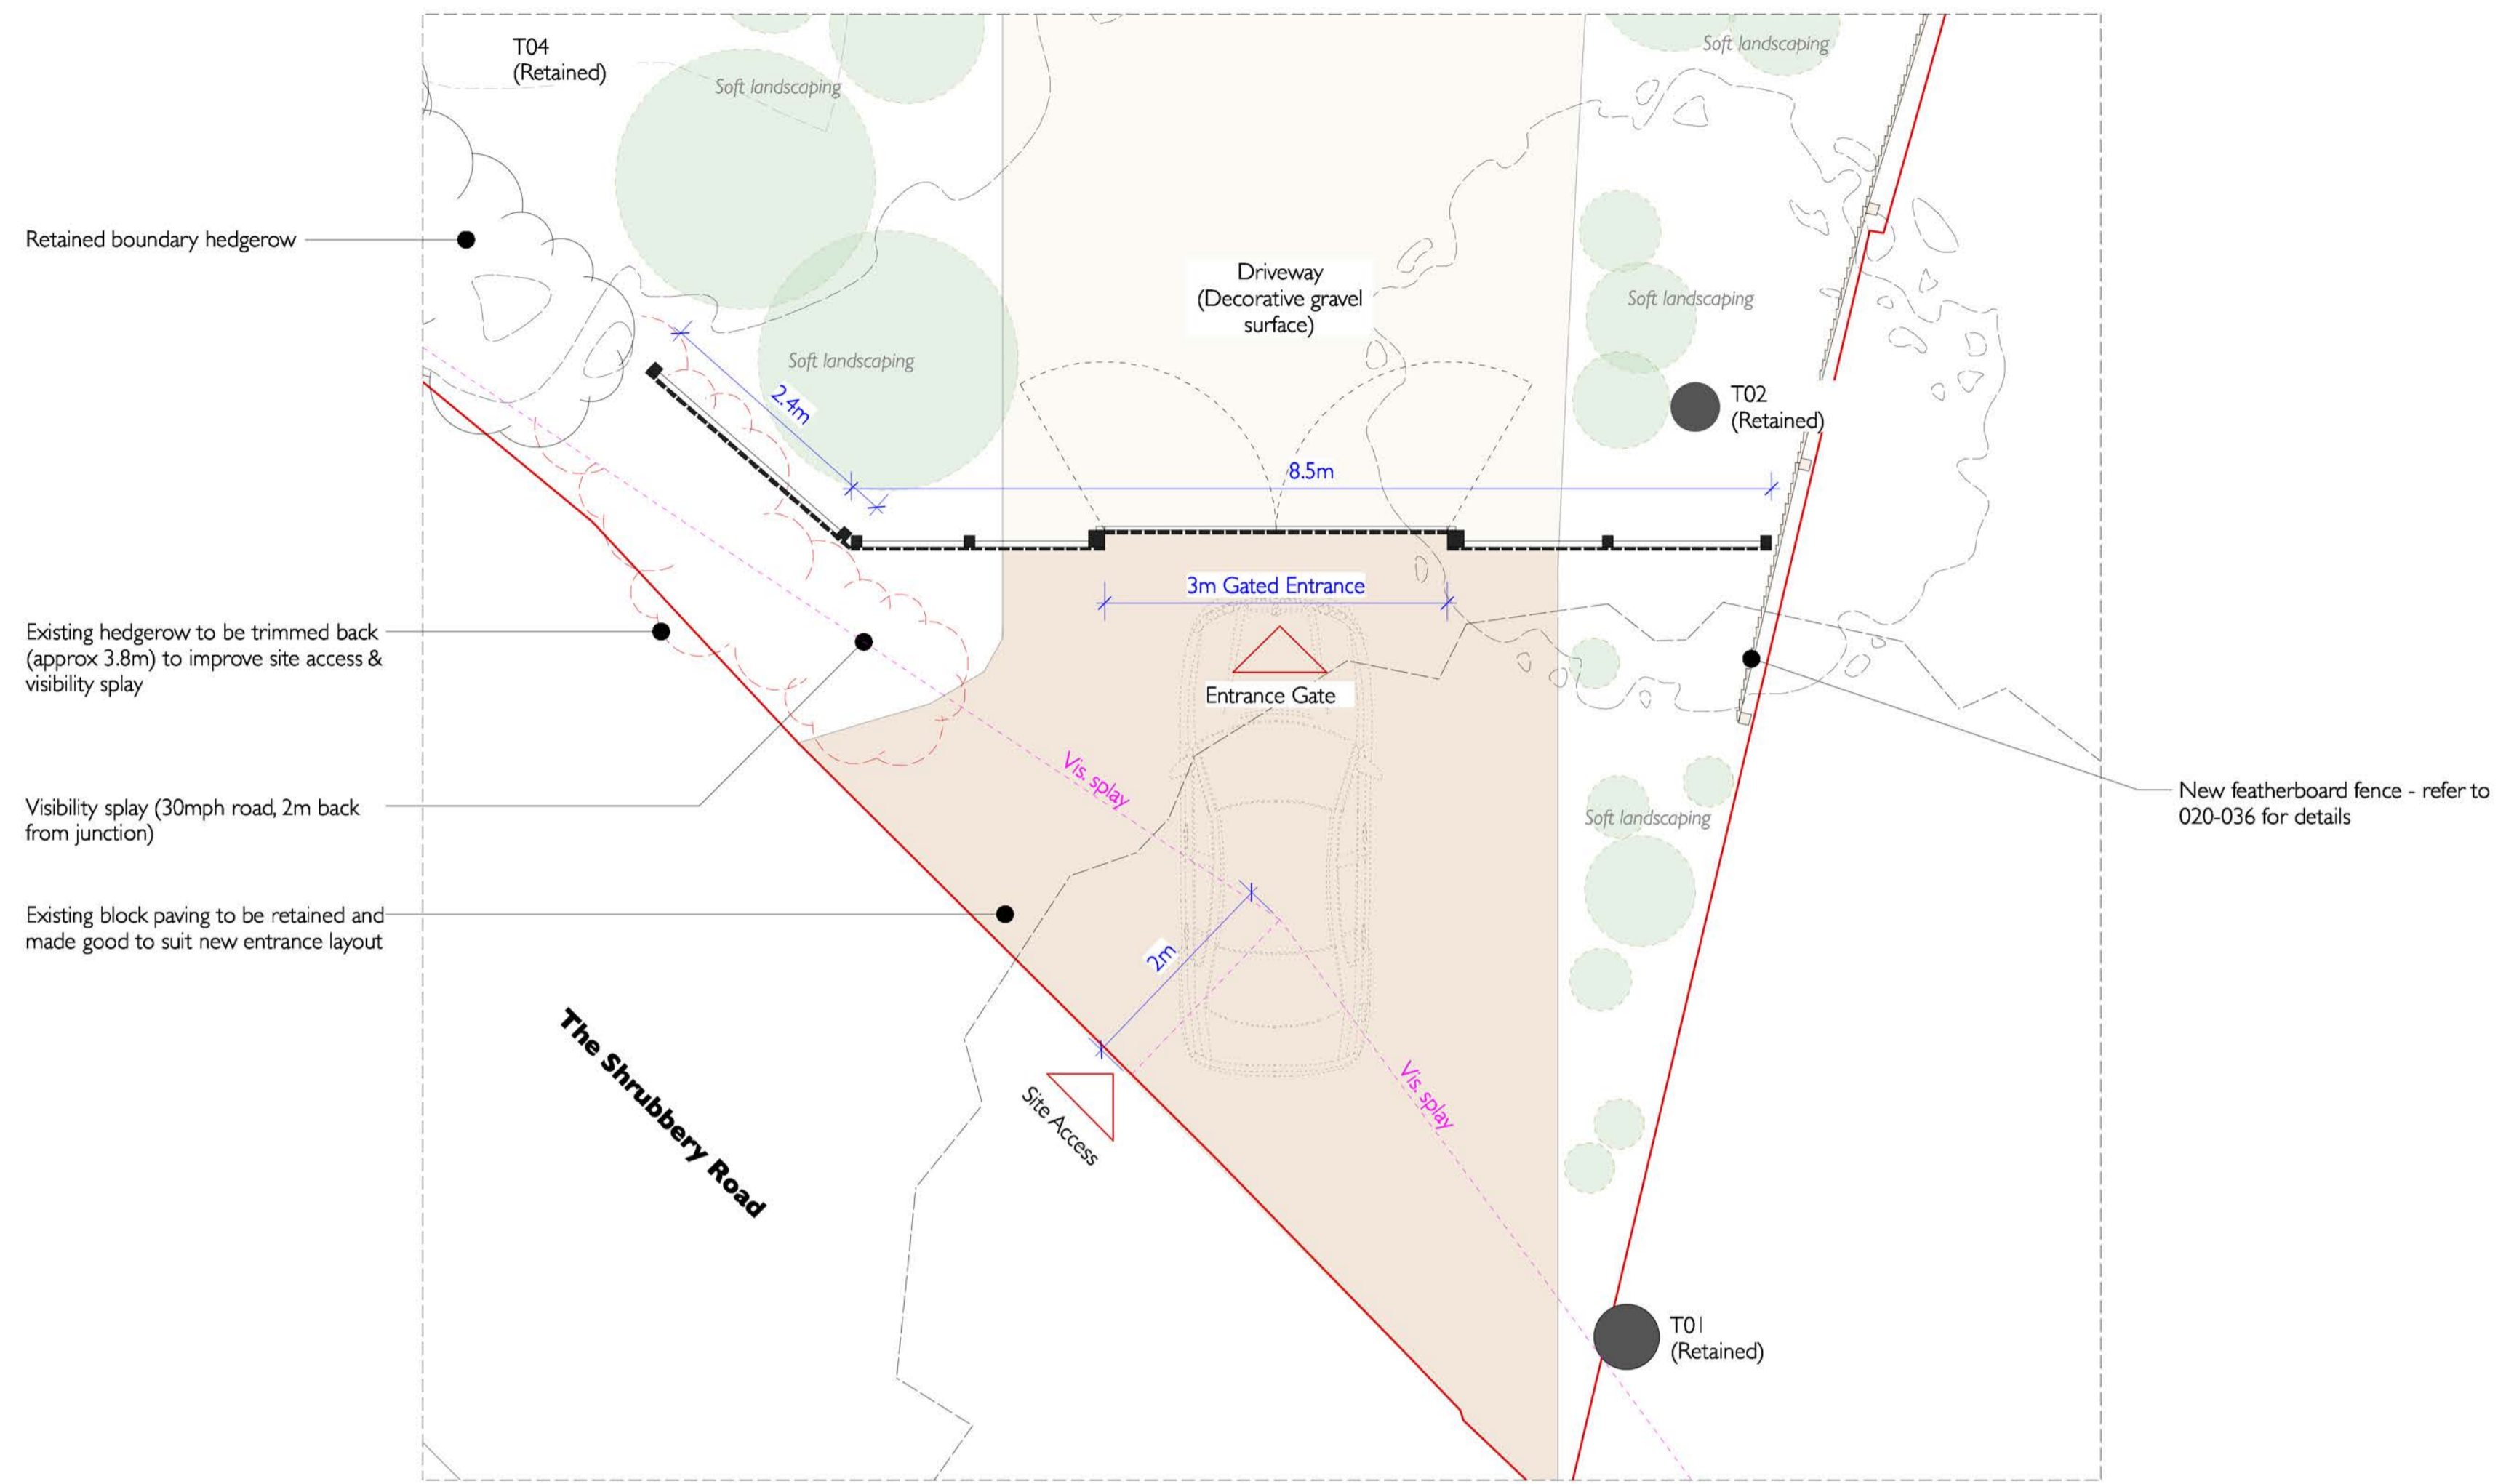 T04
(Retained)
Soft landscaping
Soft landscaping
Retained boundary hedgerow
Driveway
(Decorative gravel
surface)
Soft landscaping
Soft landscaping
2.4m
T02
(Retained)
8.5m
3m Gated Entrance
Existing hedgerow to be trimmed back
(approx 3.8m) to improve site access &
visibility splay
Entrance Gate
Vis. splay
New featherboard fence - refer to
020-036 for details
Visibility splay (30mph road, 2m back
from junction)
Soft landscaping
Existing block paving to be retained and
made good to suit new entrance layout
2m
The Shrubbery Road
Site Access
Vis. splay
T01
(Retained)